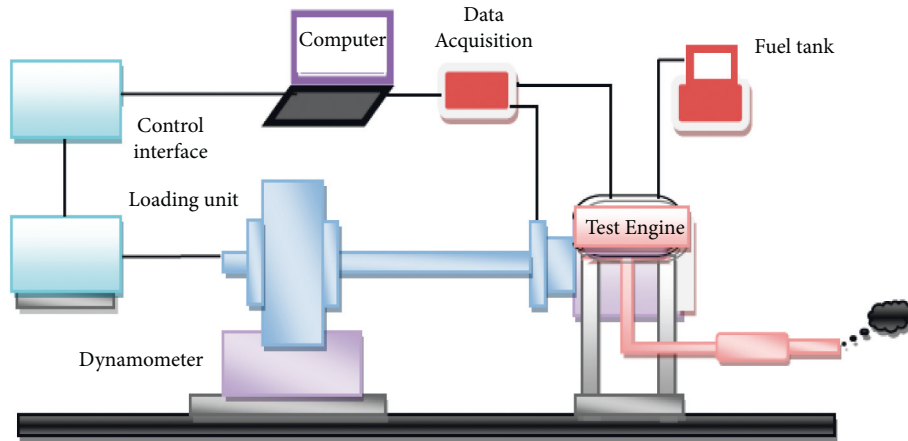 Data
Acquisition
Computer
Fuel tank
Control
interface
Loading unit
Test Engine
Dynamometer